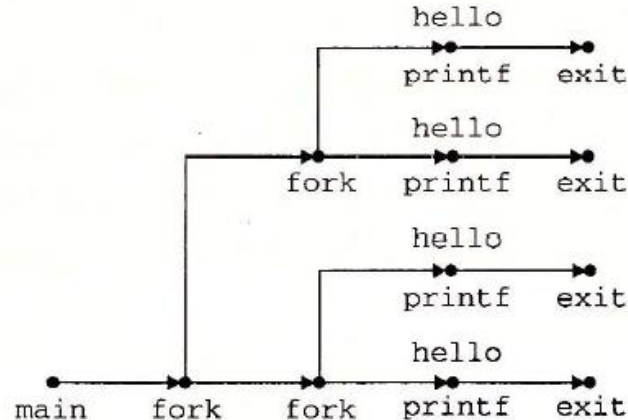 hello
printf exit
hello
fork printf exit
hello
printf exit
hello
main fork fork printf exit